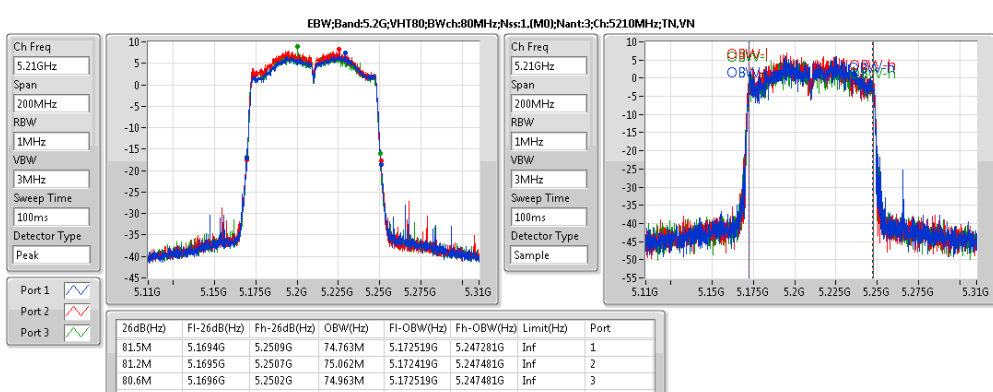 EBW;Band:5.2G;VHT80;BWch:80MHz;Nss:1,(M0);Nant:3;Ch:5210MHz;TN,VN
Ch Freq
5.21GHz
Span
200MHz
RBW
1MHz
VBW
3MHz
Sweep Time
100ms
Detector Type
Peak
Port 1
Port 2
Port 3
10
5
0
-5
-10
-15
-20
-25
-30
-35
-40
-45
5.11G 5.15G 5.175G 5.2G 5.225G 5.25G 5.31G
Ch Freq
5.21GHz
Span
200MHz
RBW
1MHz
VBW
3MHz
Sweep Time
100ms
Detector Type
Sample
10
5
0
-5
-10
-15
-20
-25
-30
-35
-40
-45
-50
-55
OBW-l
OBW-h
5.11G 5.15G 5.175G 5.2G 5.225G 5.25G 5.275G 5.31G
26dB(Hz) Fl-26dB(Hz) Fh-26dB(Hz) OBW(Hz) Fl-OBW(Hz) Fh-OBW(Hz) Limit(Hz) Port
81.5M 5.1694G 5.2509G 74.763M 5.172519G 5.247281G Inf 1
81.2M 5.1695G 5.2507G 75.062M 5.172419G 5.247481G Inf 2
80.6M 5.1696G 5.2502G 74.963M 5.172519G 5.247481G Inf 3